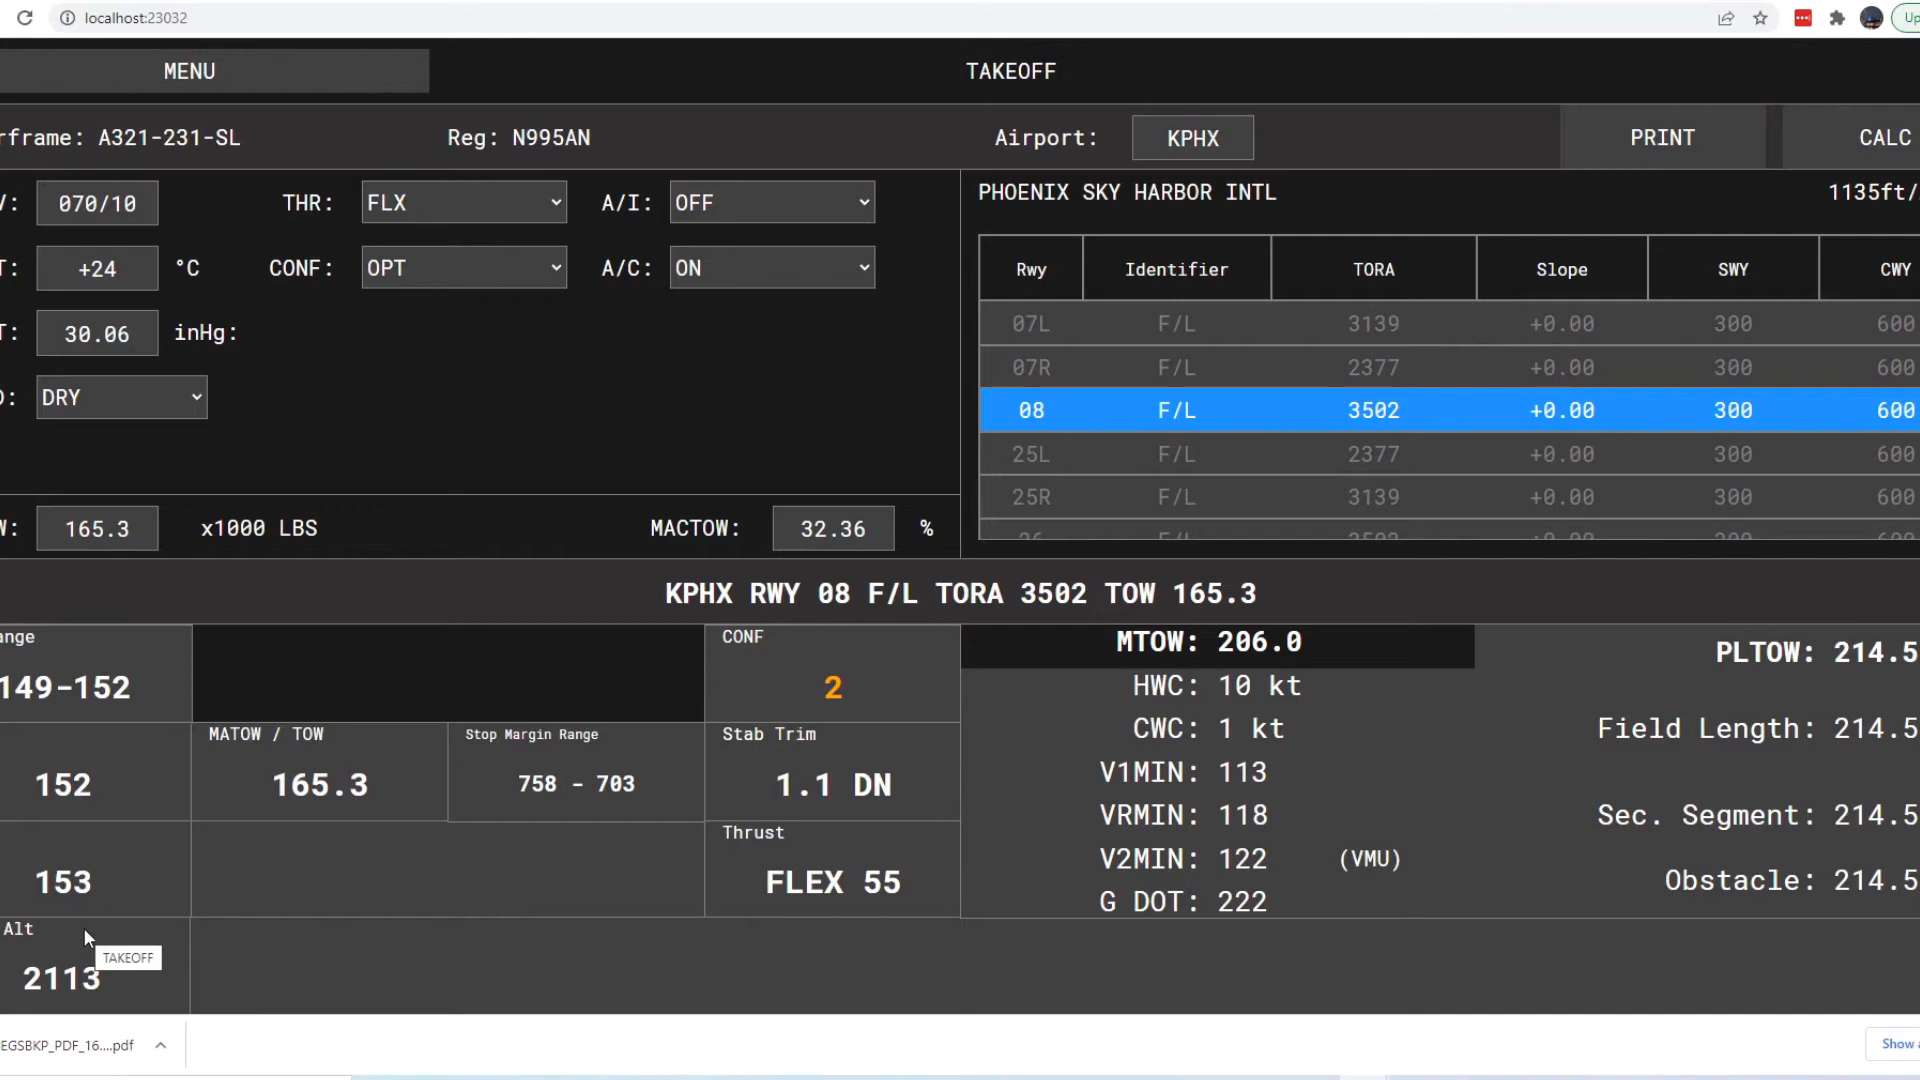 localhost:23032
Up
MENU
TAKEOFF
rframe: A321-231-SL
Reg: N995AN
Airport: KPHX
PRINT
CALC
V: 070/10
THR: FLX
A/I: OFF
T: +24 °C
CONF: OPT
A/C: ON
T: 30.06 inHg:
DRY
W: 165.3 x1000 LBS
MACTOW: 32.36 %
PHOENIX SKY HARBOR INTL
1135ft/
Rwy Identifier TORA Slope SWY CWY
07L F/L 3139 +0.00 300 600
07R F/L 2377 +0.00 300 600
08 F/L 3502 +0.00 300 600
25L F/L 2377 +0.00 300 600
25R F/L 3139 +0.00 300 600
26 F/L 3502 +0.00 300 600
KPHX RWY 08 F/L TORA 3502 TOW 165.3
ange
149-152
CONF
2
152
MATOW / TOW
165.3
Stop Margin Range
758 - 703
Stab Trim
1.1 DN
153
Thrust
FLEX 55
Alt
2113
TAKEOFF
MTOW: 206.0
HWC: 10 kt
CWC: 1 kt
V1MIN: 113
VRMIN: 118
V2MIN: 122 (VMU)
G DOT: 222
PLTOW: 214.5
Field Length: 214.5
Sec. Segment: 214.5
Obstacle: 214.5
EGSBKP_PDF_16....pdf
Show a